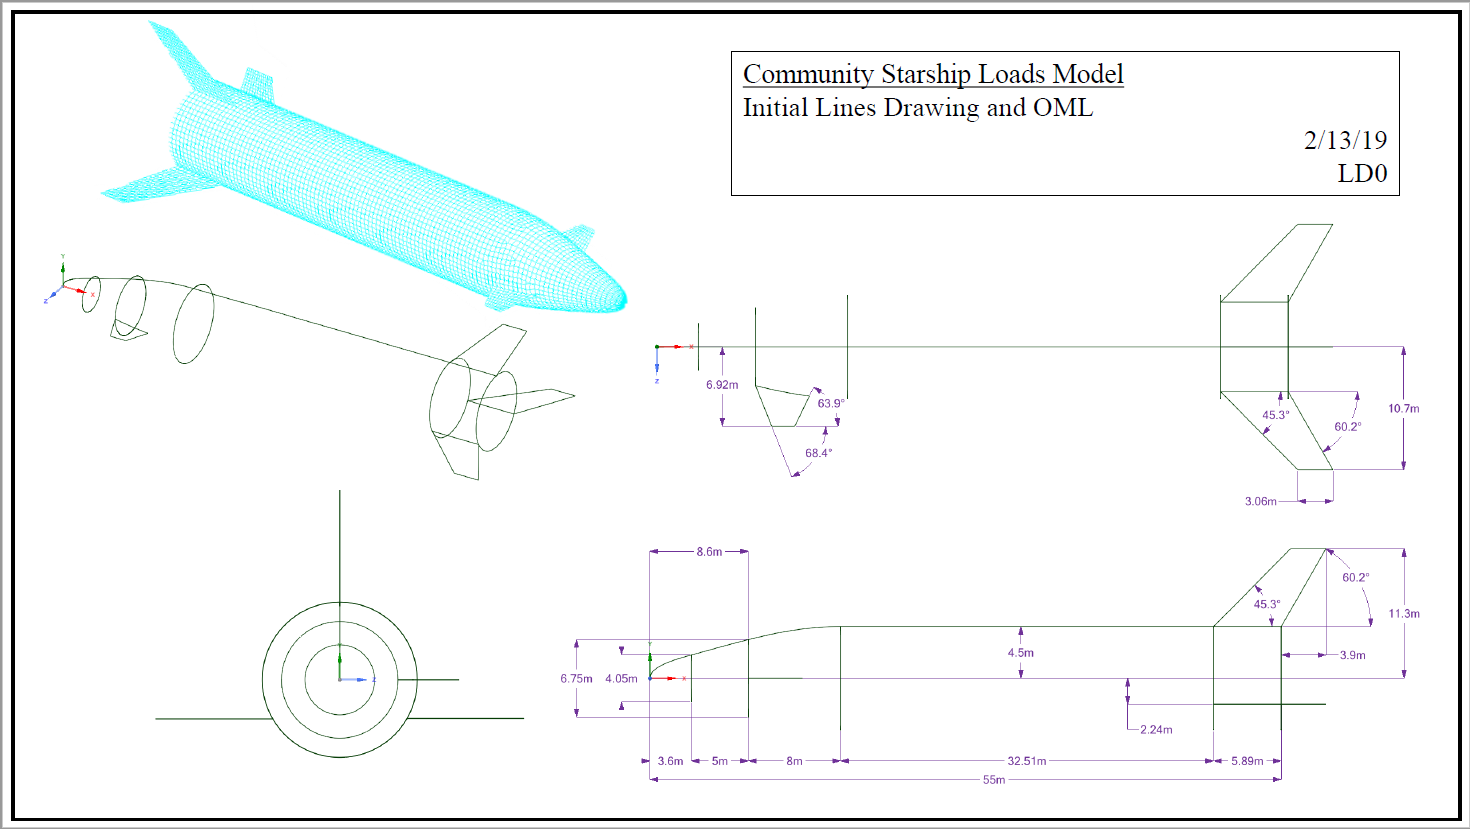 Community Starship Loads Model
Initial Lines Drawing and OML
2/13/19
LD0
Y
X
Z
X
Z
6.92m
63.9°
68.4°
45.3°
60.2°
10.7m
3.06m
8.6m
60.2°
45.3°
11.3m
4.5m
3.9m
6.75m
4.05m
Y
X
Y
Z
2.24m
3.6m
5m
8m
32.51m
5.89m
55m